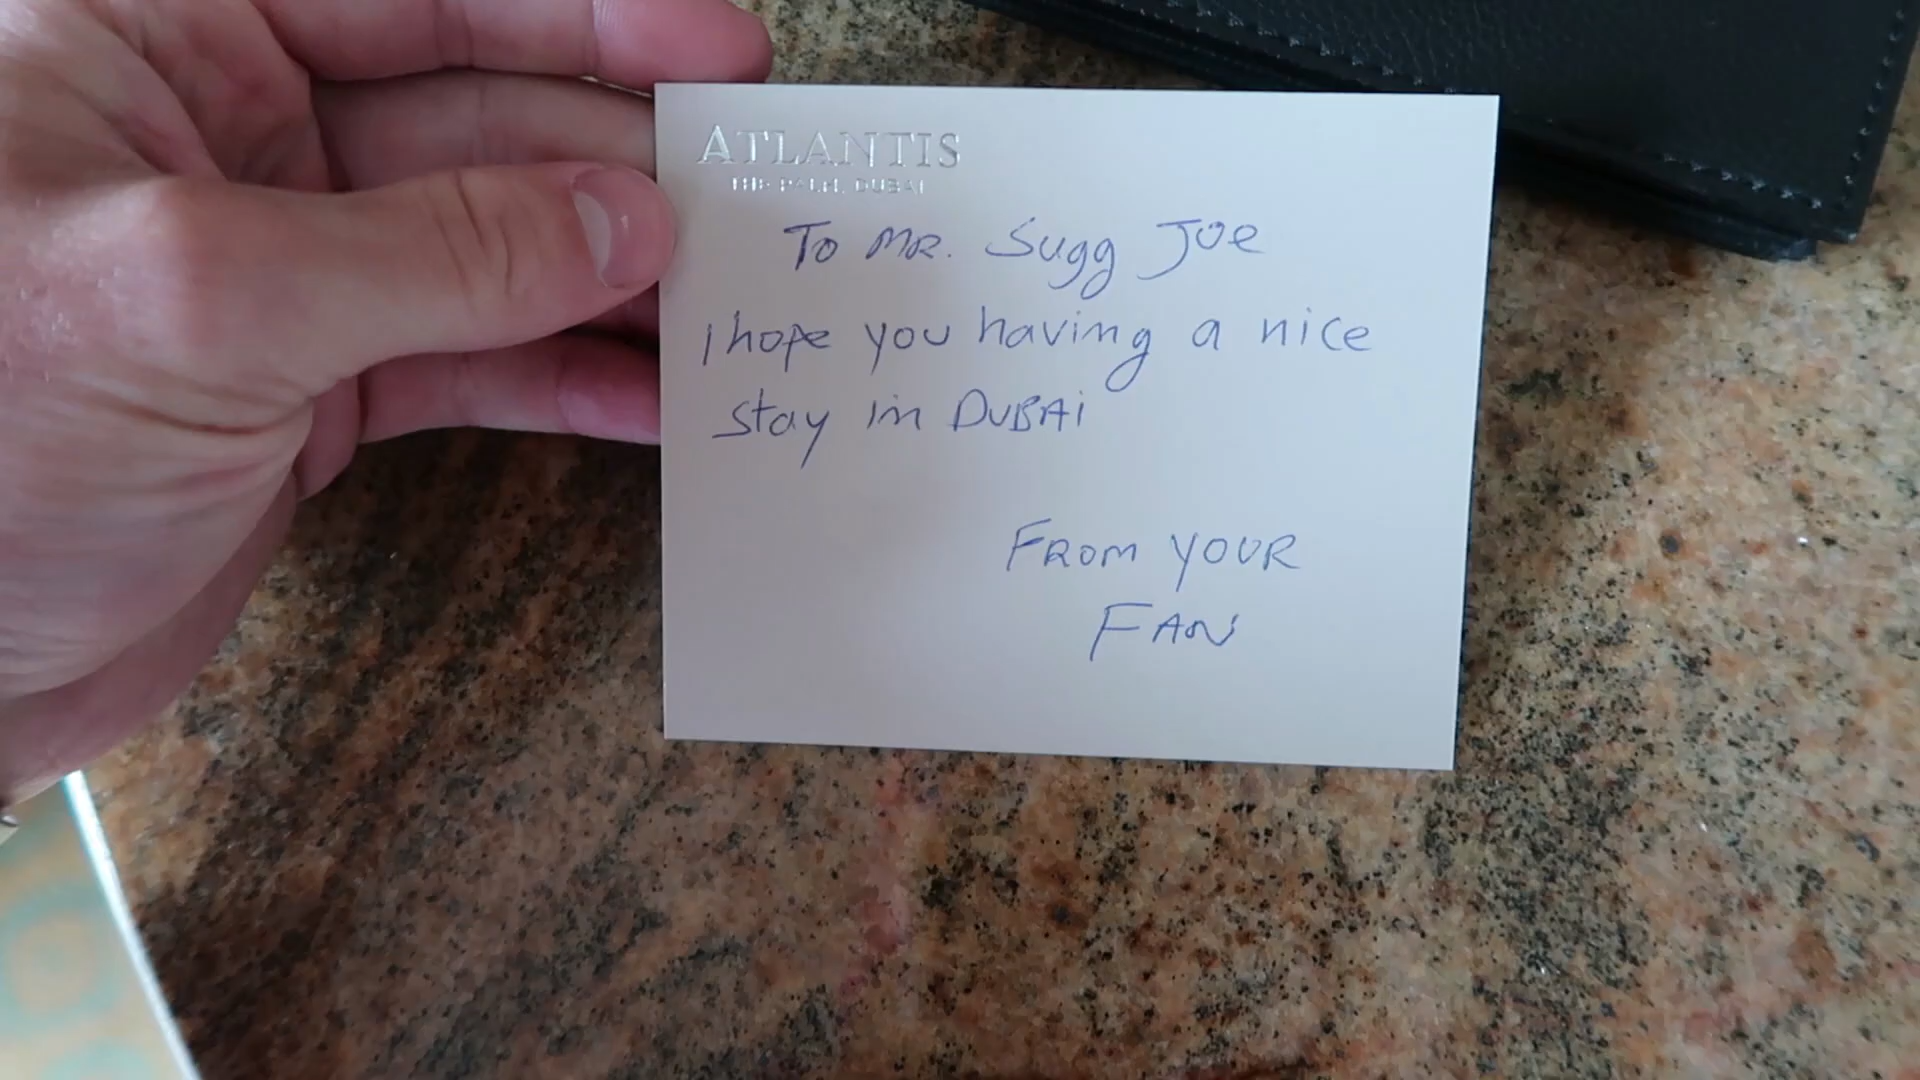 ATLANTIS
THE PALM, DUBAI
To MR. Sugg Joe
I hope you having a nice
stay in DUBAi
FROM YOUR
FAN